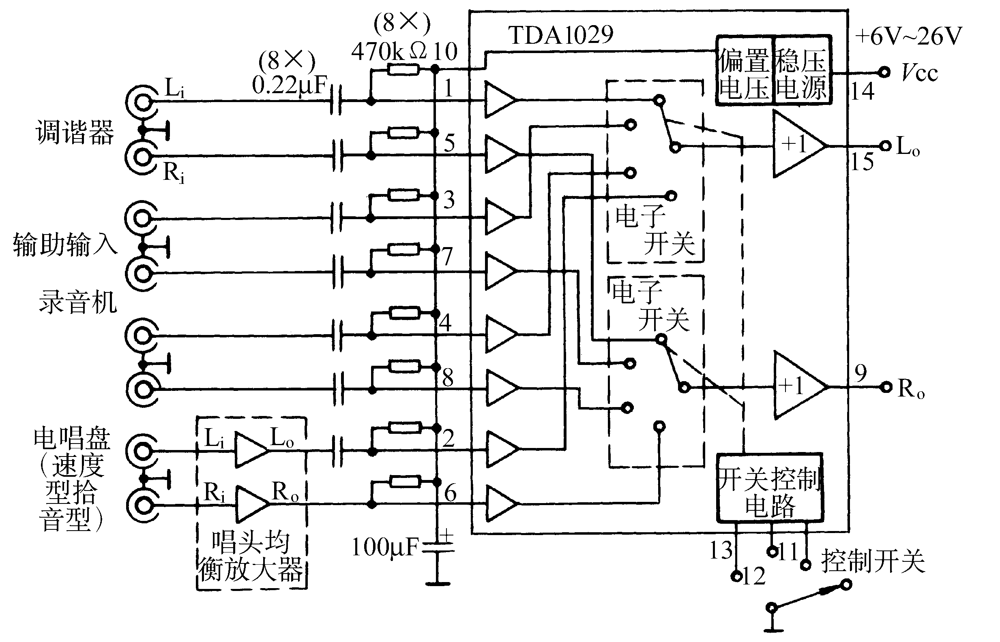 (8×)
470kΩ
10
TDA1029
+6V~26V
(8×)
0.22μF
偏置
电压
稳压
电源
Vcc
14
Li
1
调谐器
Ri
5
+1
Lo
15
3
电子
开关
输助输入
7
录音机
电子
开关
4
8
+1
9
Ro
电唱盘
(速度
型拾
音型)
Li
Lo
2
Ri
Ro
6
开关控制
电路
唱头均
衡放大器
100μF
+
13
11
12
控制开关